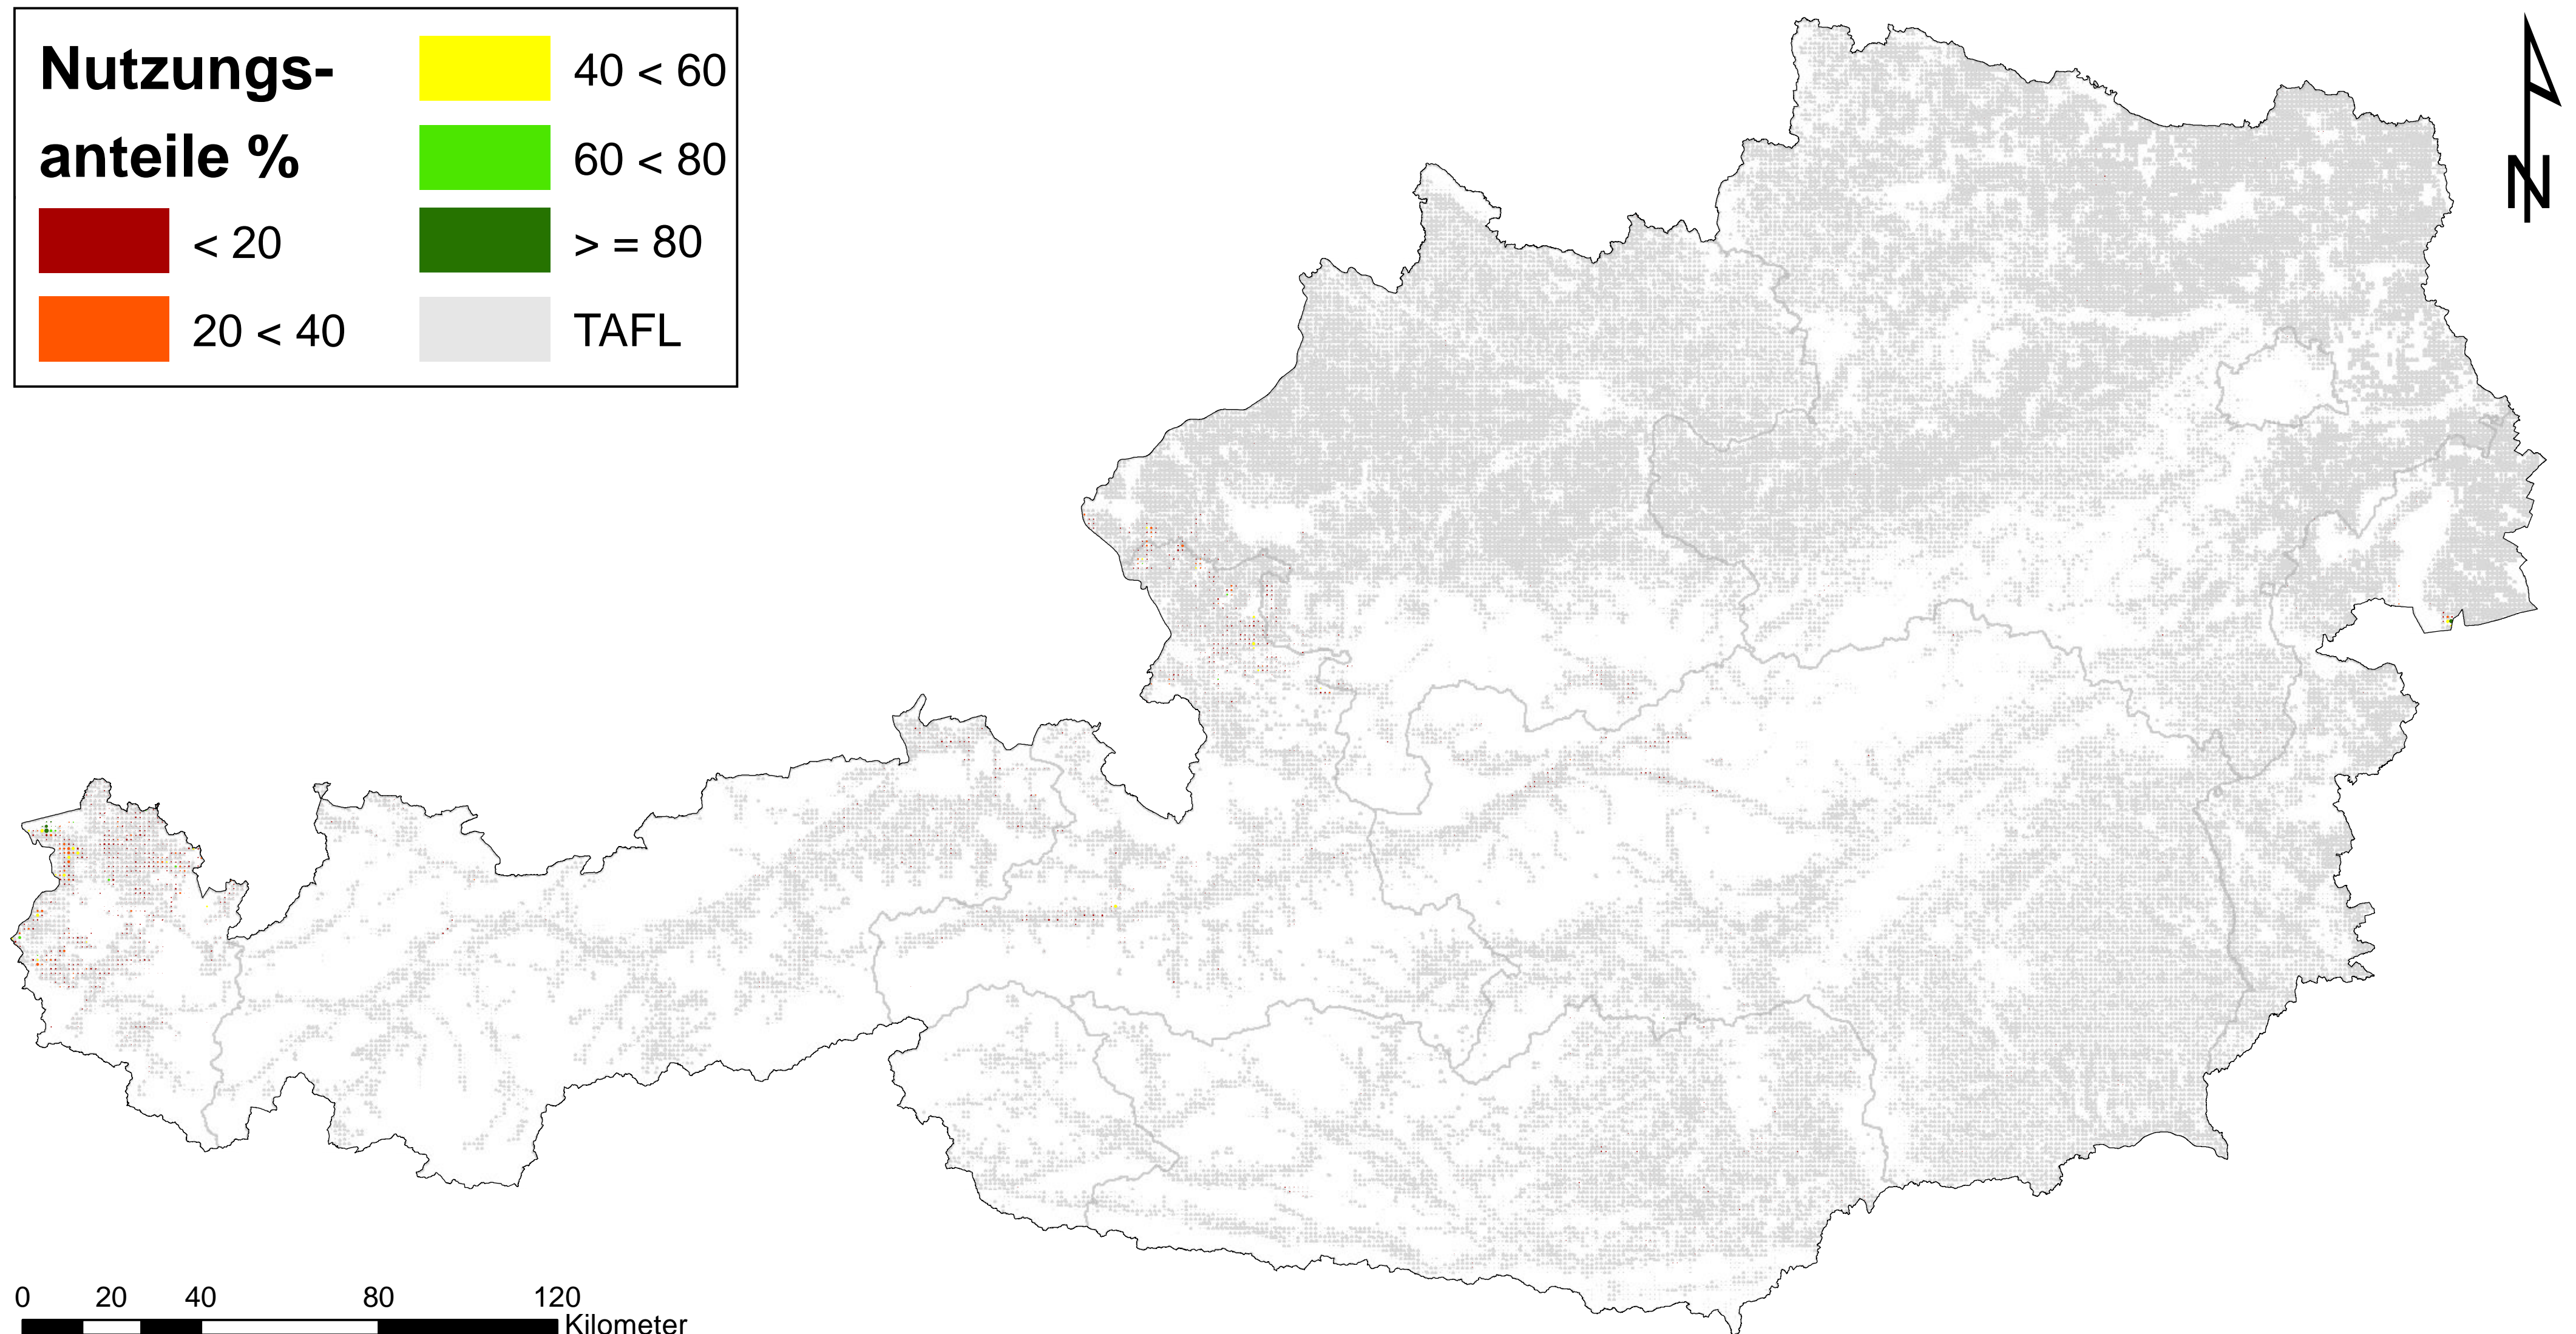 Nutzungs-
anteile %
< 20
20 < 40
40 < 60
60 < 80
> = 80
TAFL
N
0 20 40 80 120
Kilometer